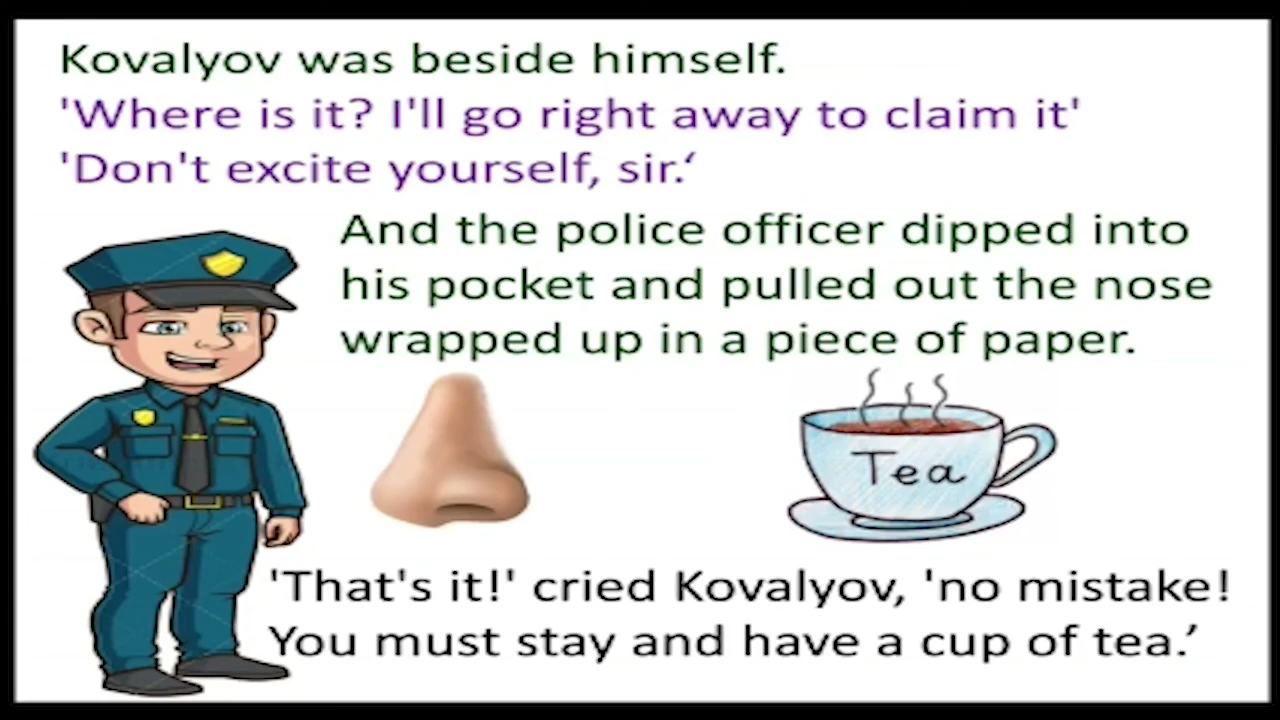 Kovalyov was beside himself.
'Where is it? I'll go right away to claim it'
'Don't excite yourself, sir.‘
And the police officer dipped into
his pocket and pulled out the nose
wrapped up in a piece of paper.
Tea
'That's it!' cried Kovalyov, 'no mistake!
You must stay and have a cup of tea.’